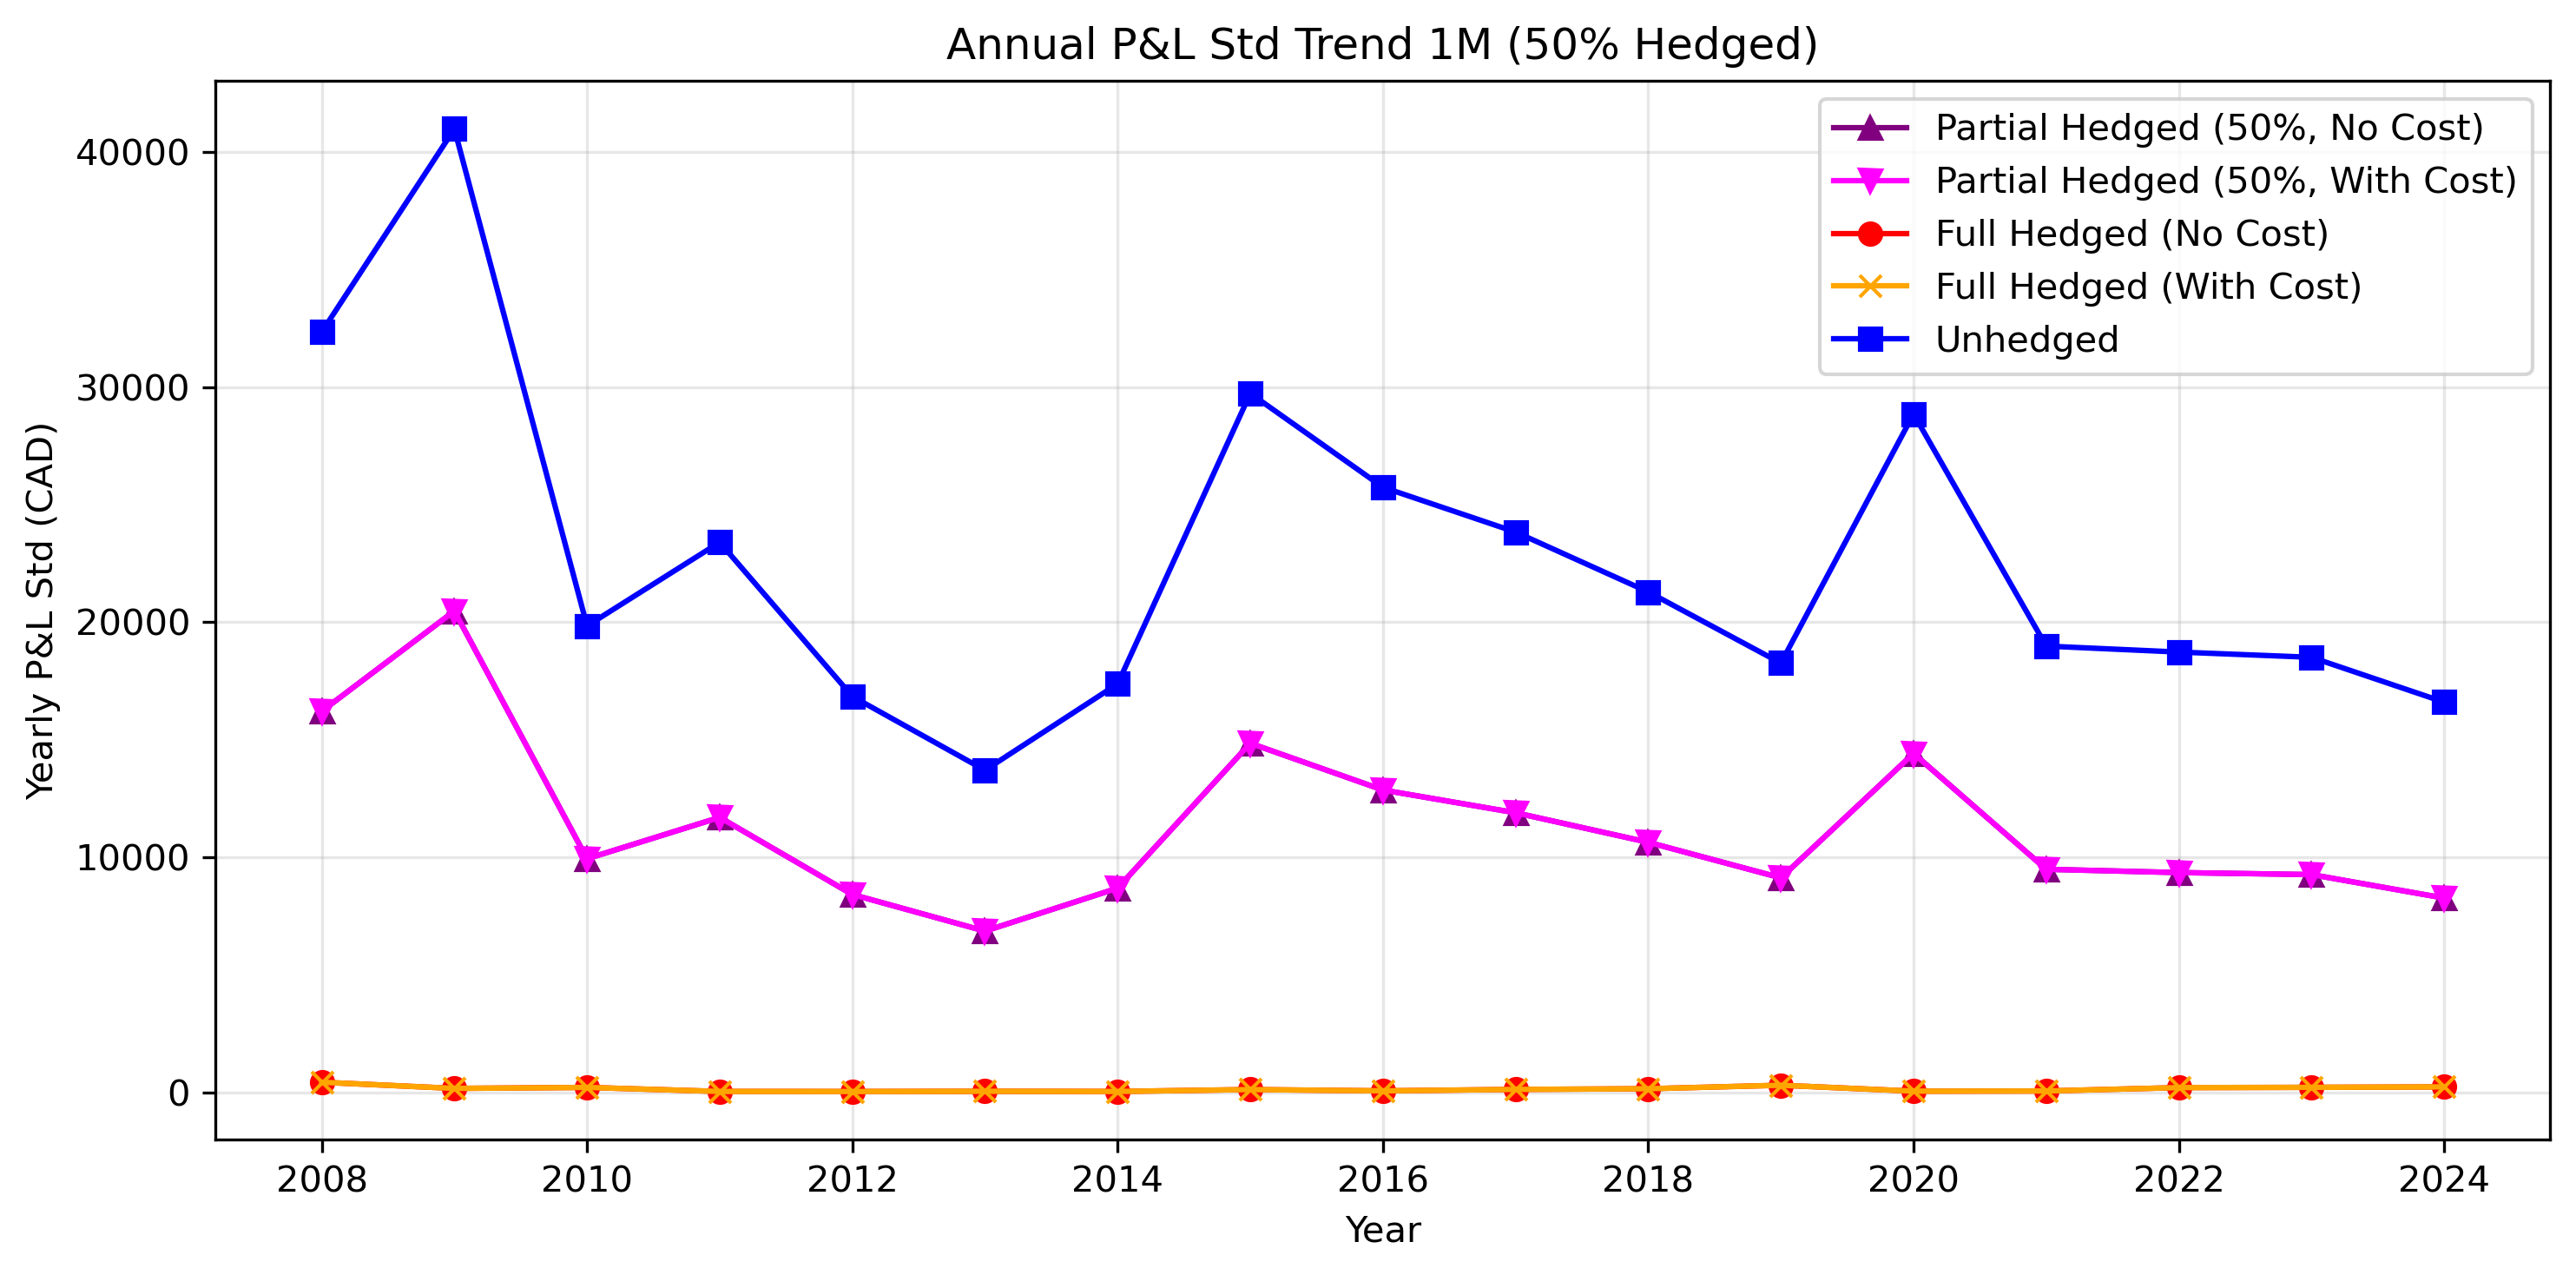 Annual P&L Std Trend 1M (50% Hedged)
Partial Hedged (50%, No Cost)
Partial Hedged (50%, With Cost)
Full Hedged (No Cost)
Full Hedged (With Cost)
Unhedged
Yearly P&L Std (CAD)
40000
30000
20000
10000
0
2008 2010 2012 2014 2016 2018 2020 2022 2024
Year